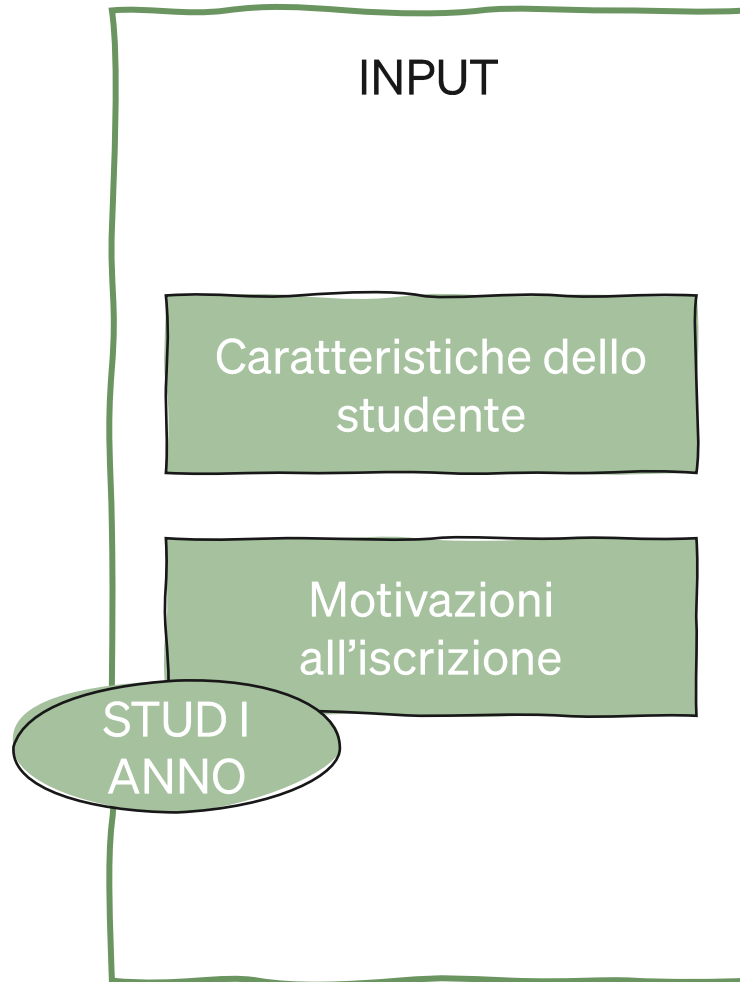 INPUT
Caratteristiche dello
studente
Motivazioni
all’iscrizione
STUD I
ANNO